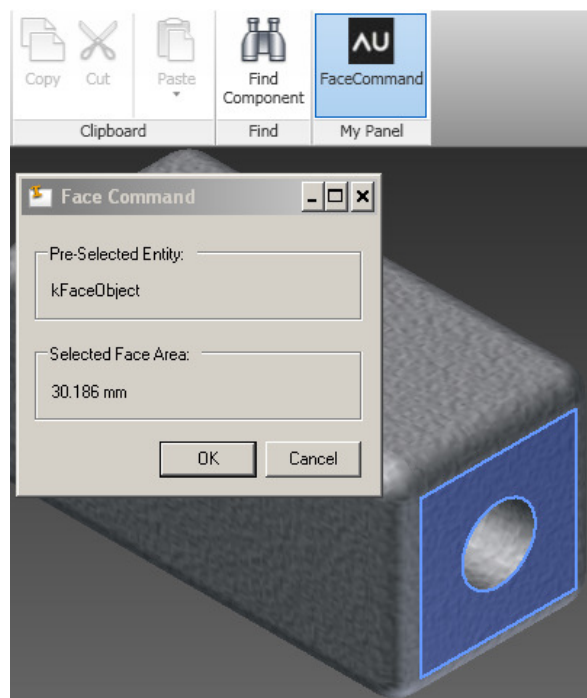 Copy
Cut
Paste
Find
Component
AU
FaceCommand
Clipboard
Find
My Panel
Face Command
Pre-Selected Entity:
kFaceObject
Selected Face Area:
30.186 mm
OK
Cancel